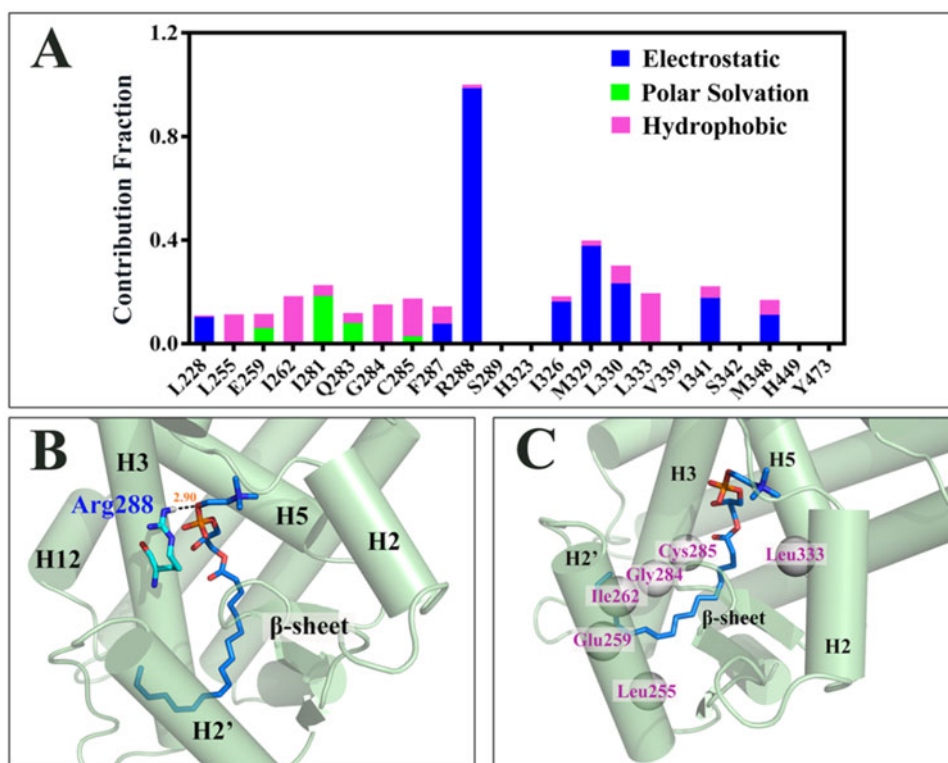 A
1.2
0.8
0.4
0.0
Contribution Fraction
Electrostatic
Polar Solvation
Hydrophobic
L228
L255
E259
I262
I281
Q283
G284
C285
F287
R288
S289
H323
I326
M329
L330
L333
V339
I341
S342
M348
H449
Y473
B
H3
Arg288
2.90
H5
H2
H12
β-sheet
H2’
C
H3
H5
H2’
Cys285
Leu333
Gly284
Ile262
β-sheet
Glu259
H2
Leu255